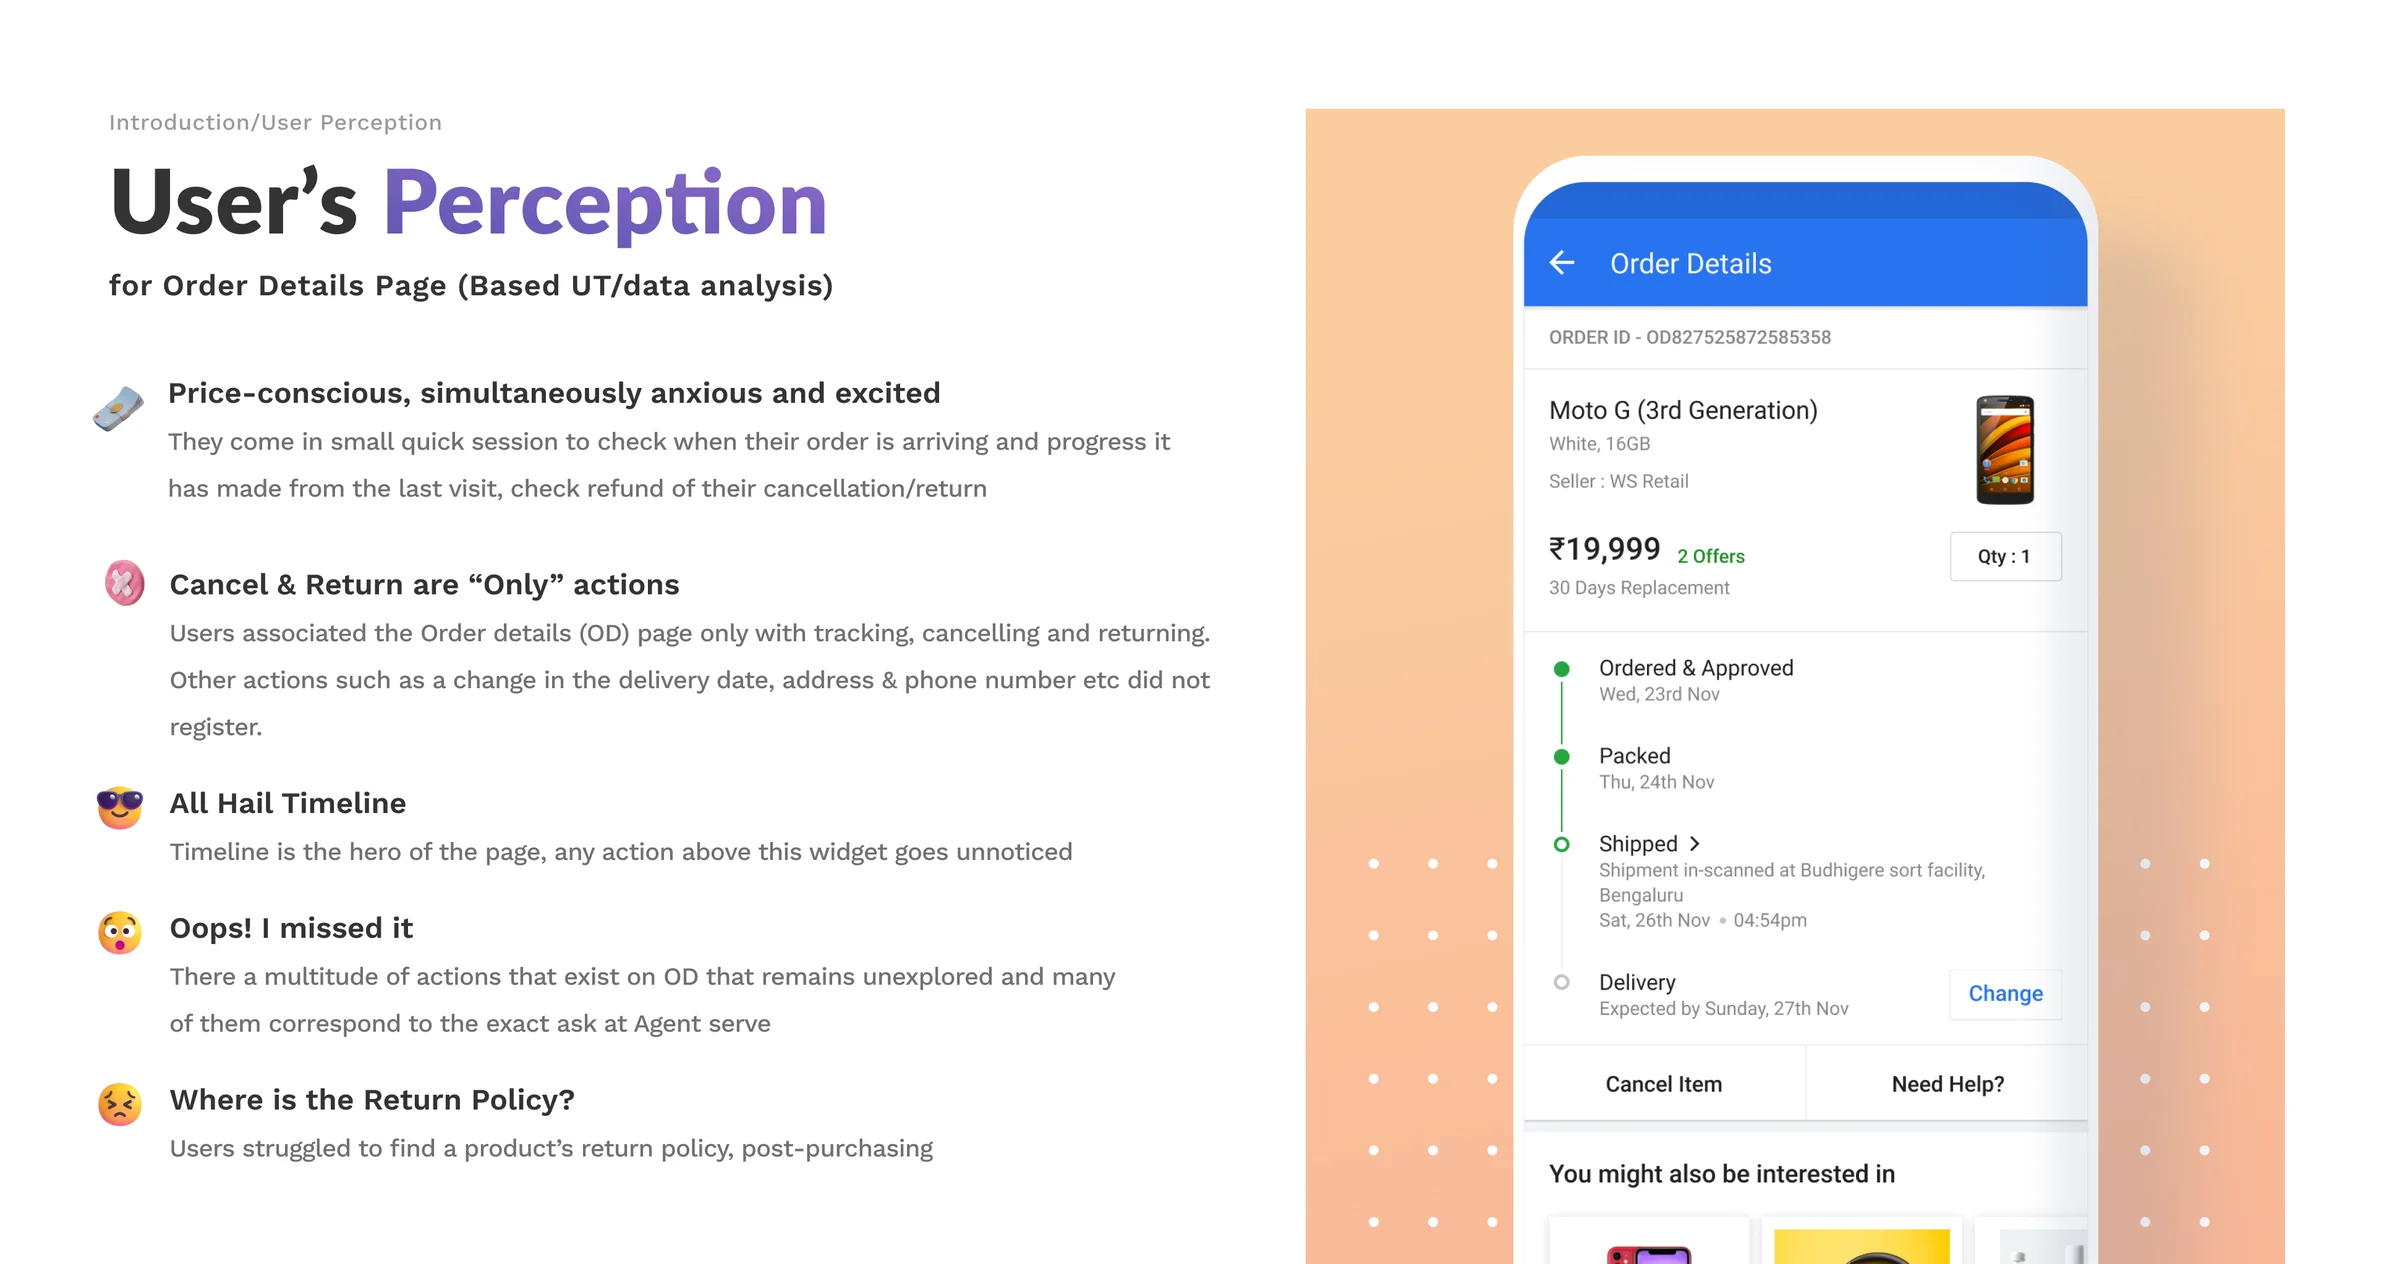 Introduction/User Perception
User’s Perception
for Order Details Page (Based UT/data analysis)
Price-conscious, simultaneously anxious and excited
They come in small quick session to check when their order is arriving and progress it
has made from the last visit, check refund of their cancellation/return
Cancel & Return are “Only” actions
Users associated the Order details (OD) page only with tracking, cancelling and returning.
Other actions such as a change in the delivery date, address & phone number etc did not
register.
All Hail Timeline
Timeline is the hero of the page, any action above this widget goes unnoticed
Oops! I missed it
There a multitude of actions that exist on OD that remains unexplored and many
of them correspond to the exact ask at Agent serve
Where is the Return Policy?
Users struggled to find a product’s return policy, post-purchasing
Order Details
ORDER ID - OD827525872585358
Moto G (3rd Generation)
White, 16GB
Seller : WS Retail
₹19,999 2 Offers
Qty : 1
30 Days Replacement
Ordered & Approved
Wed, 23rd Nov
Packed
Thu, 24th Nov
Shipped
Shipment in-scanned at Budhigere sort facility,
Bengaluru
Sat, 26th Nov • 04:54pm
Delivery
Expected by Sunday, 27th Nov
Change
Cancel Item
Need Help?
You might also be interested in